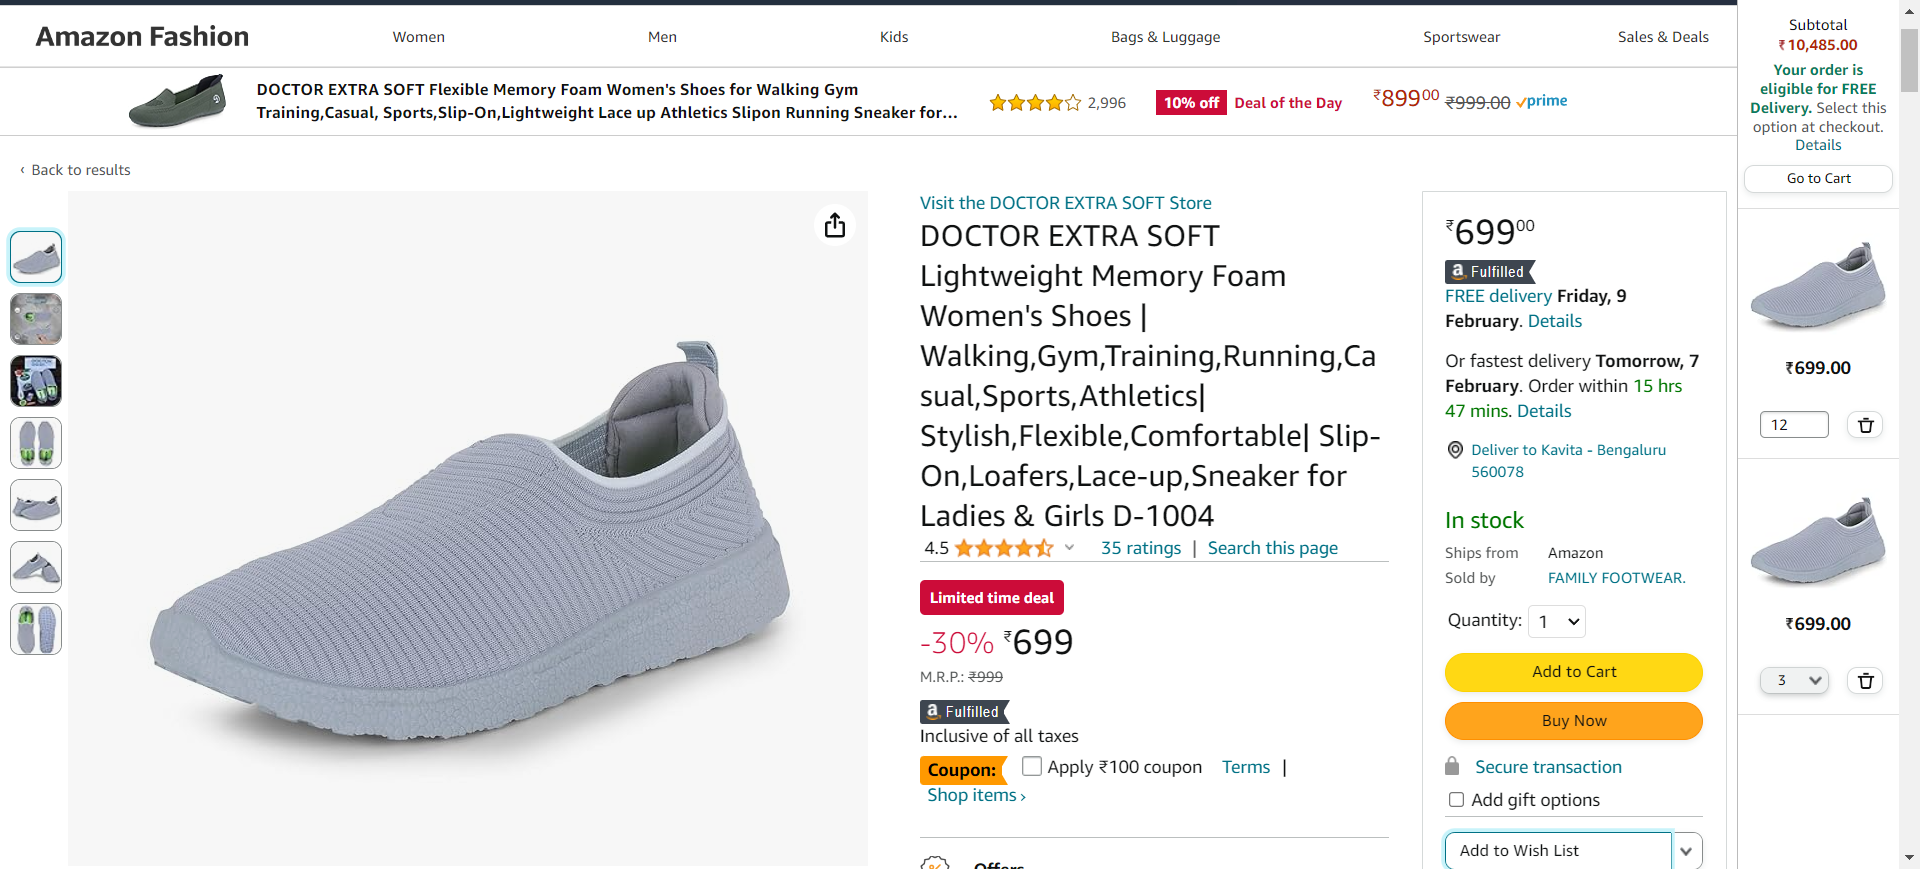 Amazon Fashion
Women
Men
Kids
Bags & Luggage
Sportswear
Sales & Deals
DOCTOR EXTRA SOFT Flexible Memory Foam Women's Shoes for Walking Gym
Training,Casual, Sports,Slip-On,Lightweight Lace up Athletics Slipon Running Sneaker for...
2,996
10% off
Deal of the Day
₹89900
₹999.00
prime
‹ Back to results
Visit the DOCTOR EXTRA SOFT Store
DOCTOR EXTRA SOFT
Lightweight Memory Foam
Women's Shoes |
Walking,Gym,Training,Running,Ca
sual,Sports,Athletics|
Stylish,Flexible,Comfortable| Slip-
On,Loafers,Lace-up,Sneaker for
Ladies & Girls D-1004
4.5
35 ratings | Search this page
Limited time deal
-30% ₹699
M.R.P.: ₹999
a Fulfilled
Inclusive of all taxes
Coupon: Apply ₹100 coupon Terms |
Shop items ›
Offers
₹69900
a Fulfilled
FREE delivery Friday, 9
February. Details
Or fastest delivery Tomorrow, 7
February. Order within 15 hrs
47 mins. Details
Deliver to Kavita - Bengaluru
560078
In stock
Ships from Amazon
Sold by FAMILY FOOTWEAR.
Quantity: 1
Add to Cart
Buy Now
Secure transaction
Add gift options
Add to Wish List
Subtotal
₹10,485.00
Your order is
eligible for FREE
Delivery. Select this
option at checkout.
Details
Go to Cart
₹699.00
12
₹699.00
3